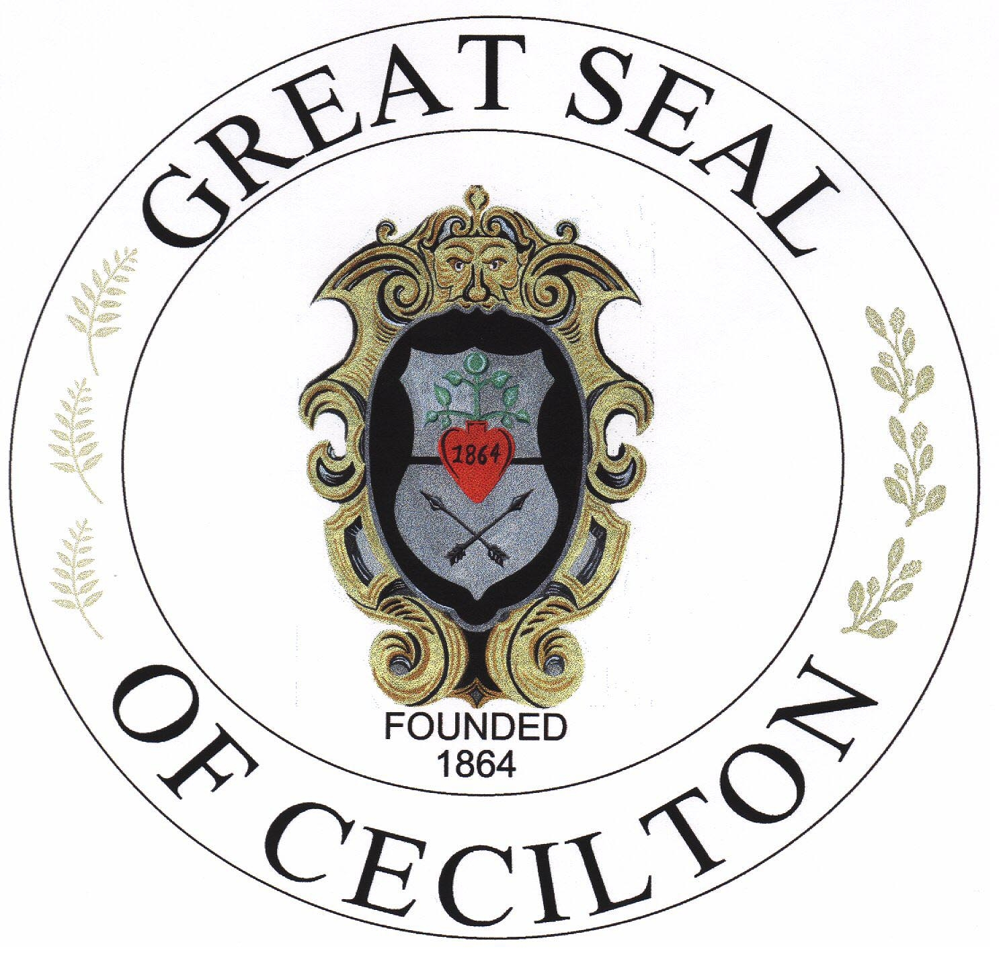 GREAT SEAL
1864
FOUNDED
1864
OF CECILTON